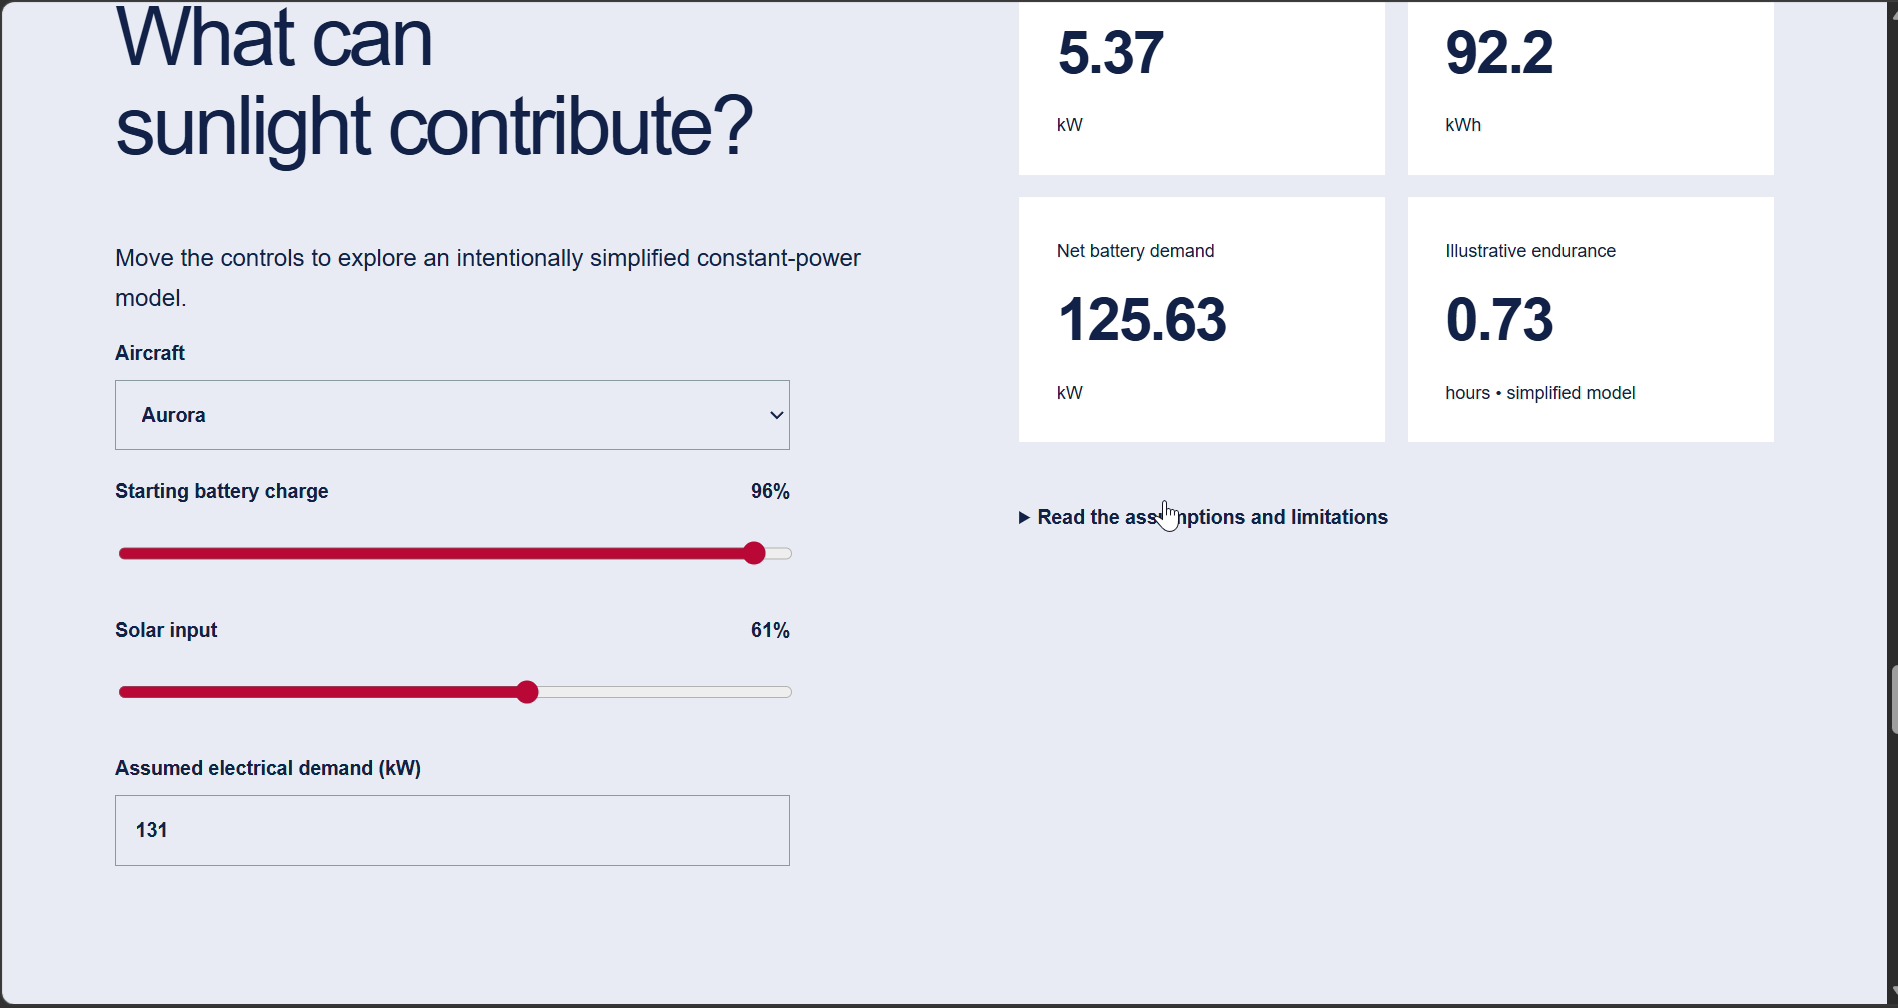 What can
sunlight contribute?
Move the controls to explore an intentionally simplified constant-power
model.
Aircraft
Aurora
Starting battery charge
96%
Solar input
61%
Assumed electrical demand (kW)
131
5.37
kW
92.2
kWh
Net battery demand
125.63
kW
Illustrative endurance
0.73
hours • simplified model
Read the assumptions and limitations